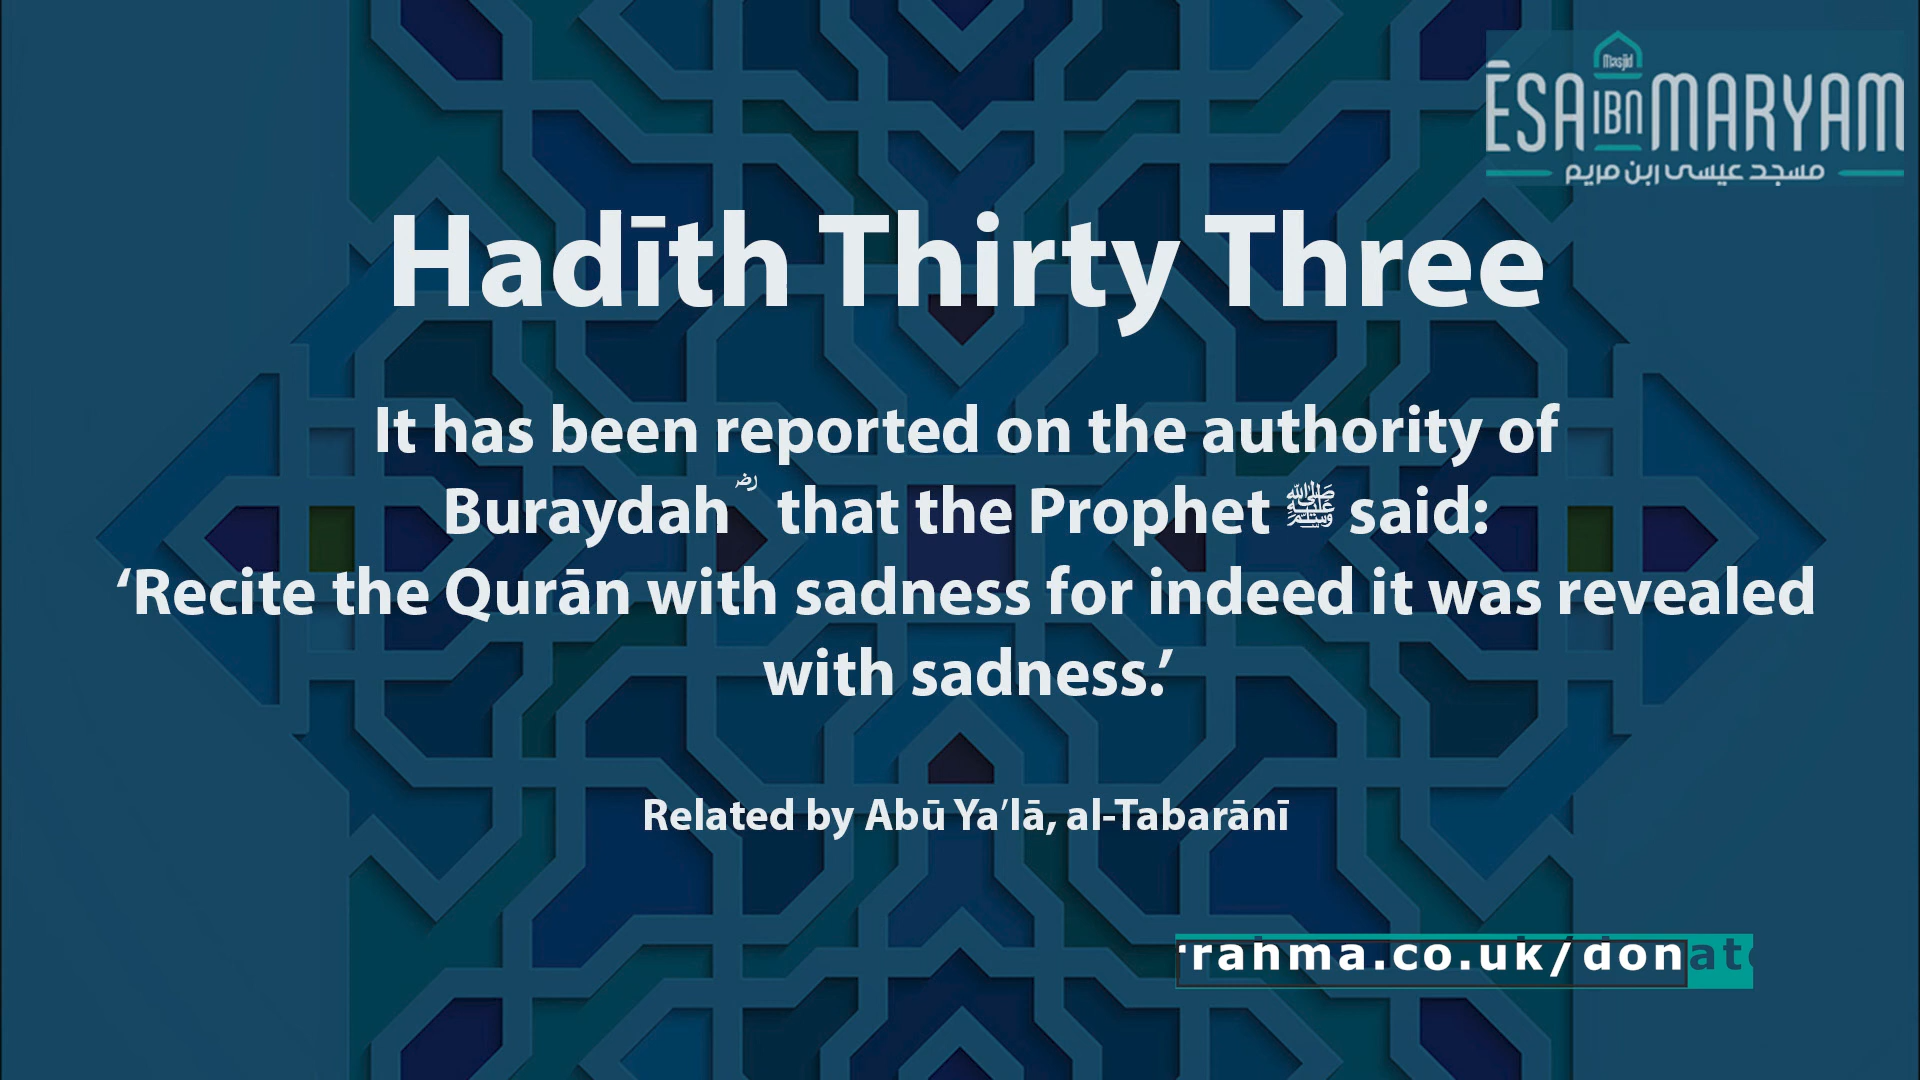 Masjid
ĒSA IBN MARYAM
مسجد عيسى ابن مريم
Hadīth Thirty Three
It has been reported on the authority of
Buraydah ؓ that the Prophet ﷺ said:
‘Recite the Qurān with sadness for indeed it was revealed
with sadness.’
Related by Abū Ya’lā, al-Tabarānī
rahma.co.uk/donat